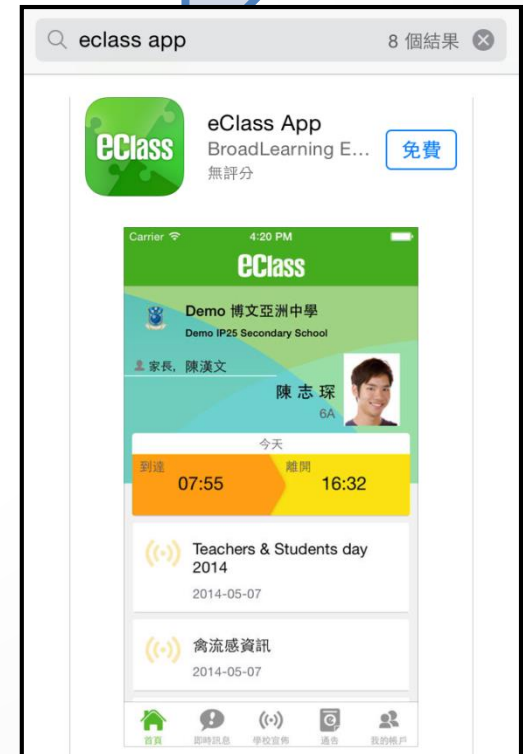 eclass app
8 個結果
eClass
eClass App
BroadLearning E...
無評分
免費
Carrier
4:20 PM
eClass
Demo 博文亞洲中學
Demo IP25 Secondary School
家長, 陳漢文
陳 志 琛
6A
今天
到達
離開
07:55
16:32
Teachers & Students day
2014
2014-05-07
禽流感資訊
2014-05-07
首頁
即時訊息
學校宣佈
通告
我的帳戶